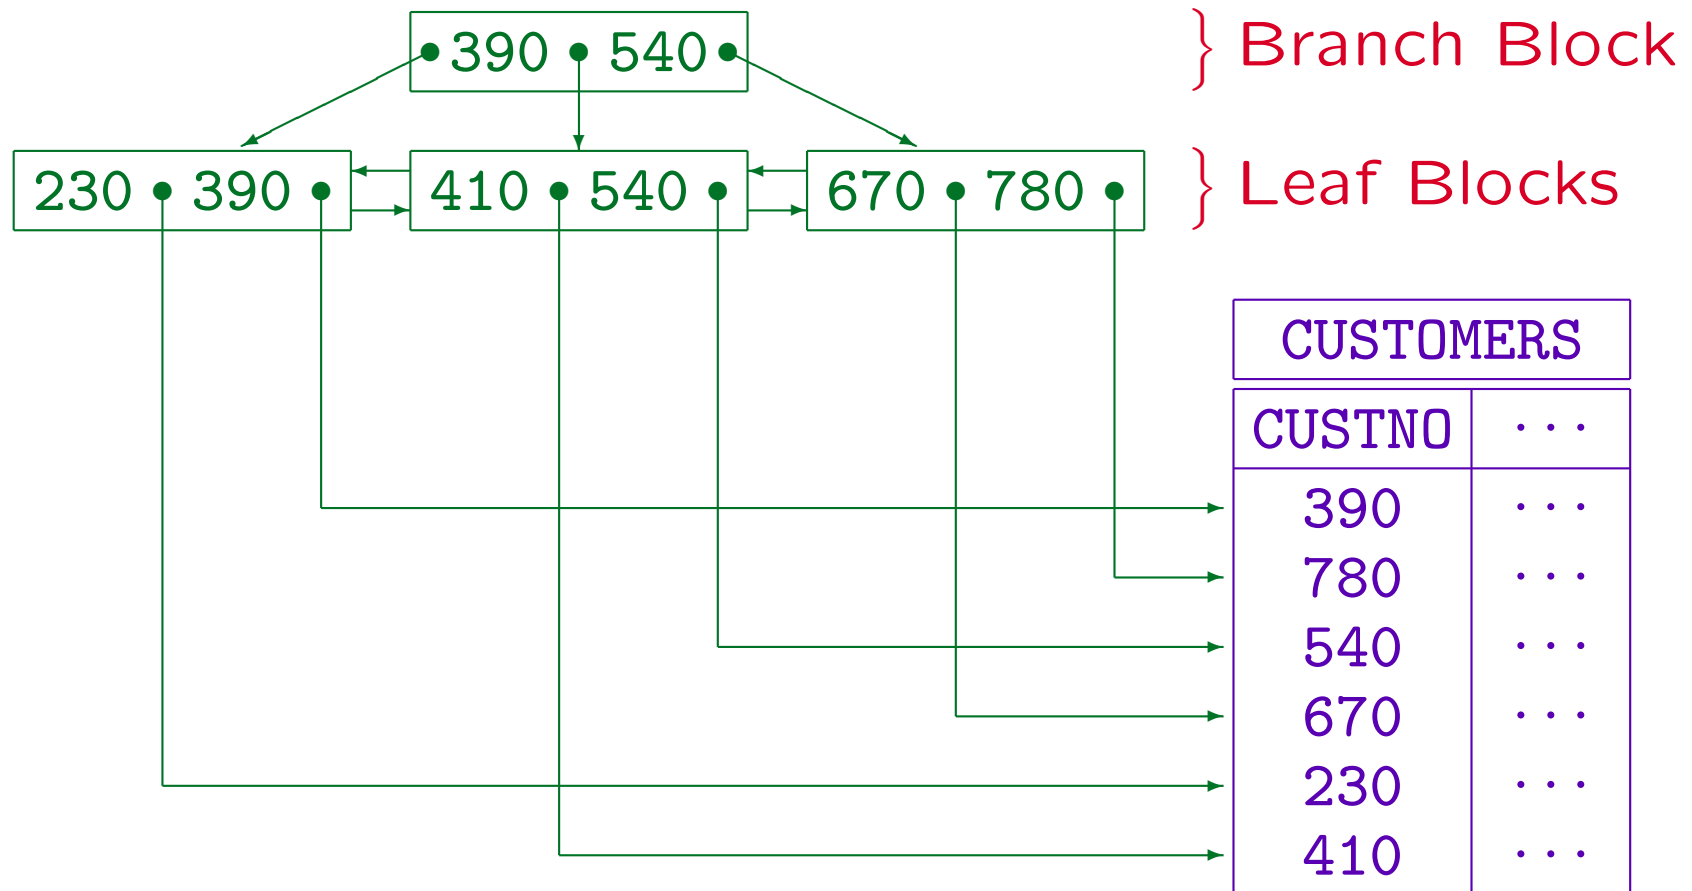 390 540 Branch Block
230 390 410 540 670 780 Leaf Blocks
CUSTOMERS
CUSTNO ···
390 ···
780 ···
540 ···
670 ···
230 ···
410 ···